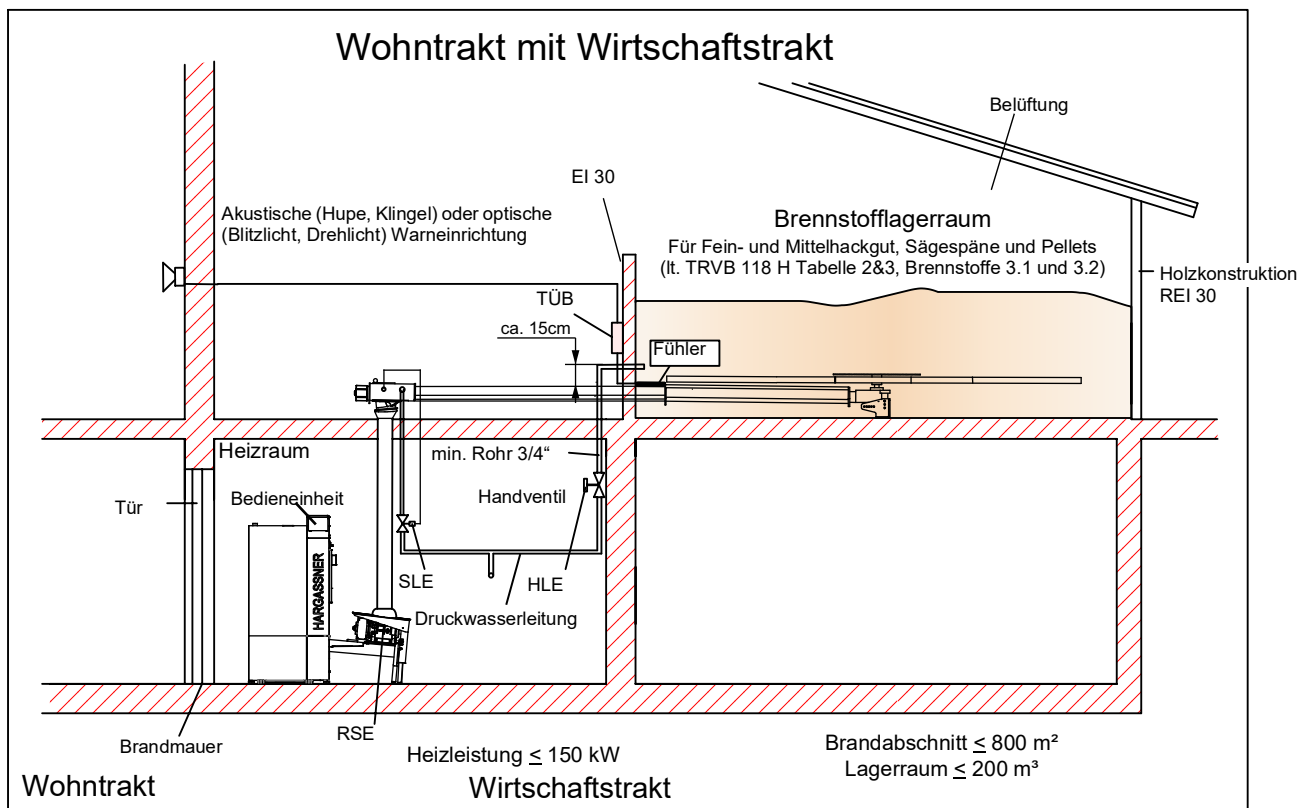 Wohntrakt mit Wirtschaftstrakt
Belüftung
EI 30
Akustische (Hupe, Klingel) oder optische
(Blitzlicht, Drehlicht) Warneinrichtung
Brennstofflagerraum
Für Fein- und Mittelhackgut, Sägespäne und Pellets
(lt. TRVB 118 H Tabelle 2&3, Brennstoffe 3.1 und 3.2)
Holzkonstruktion
REI 30
TÜB
ca. 15cm
Fühler
Heizraum
min. Rohr 3/4“
Tür
Bedieneinheit
Handventil
HARGASSNER
SLE
HLE
Druckwasserleitung
RSE
Brandmauer
Heizleistung ≤ 150 kW
Brandabschnitt ≤ 800 m²
Lagerraum ≤ 200 m³
Wohntrakt
Wirtschaftstrakt